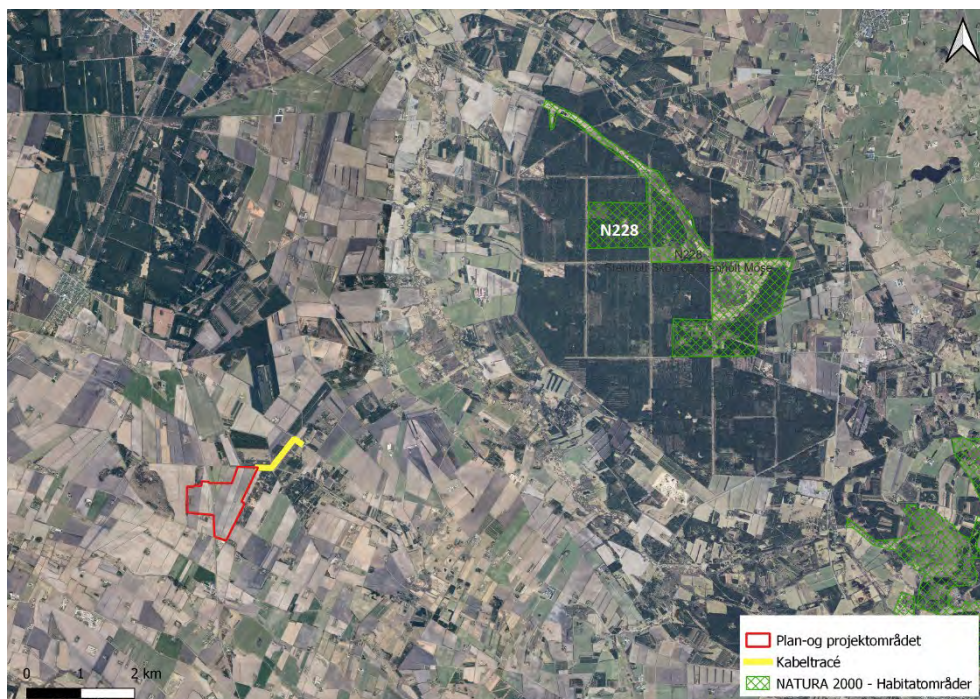 N228
N228
Stenholt Skov og Stenholt Mose
Plan-og projektområdet
Kabeltracé
NATURA 2000 - Habitatområder
0 1 2 km